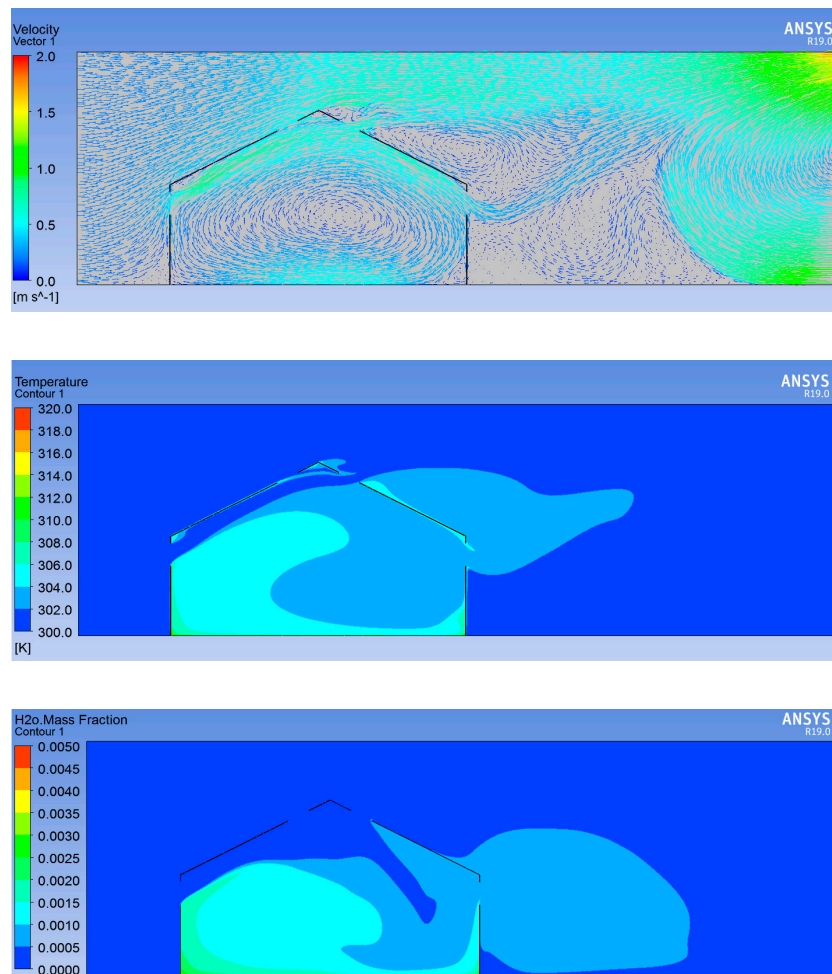 Velocity
Vector 1
ANSYS
R19.0
2.0
1.5
1.0
0.5
0.0
[m s^-1]
Temperature
Contour 1
ANSYS
R19.0
320.0
318.0
316.0
314.0
312.0
310.0
308.0
306.0
304.0
302.0
300.0
[K]
H2o.Mass Fraction
Contour 1
ANSYS
R19.0
0.0050
0.0045
0.0040
0.0035
0.0030
0.0025
0.0020
0.0015
0.0010
0.0005
0.0000